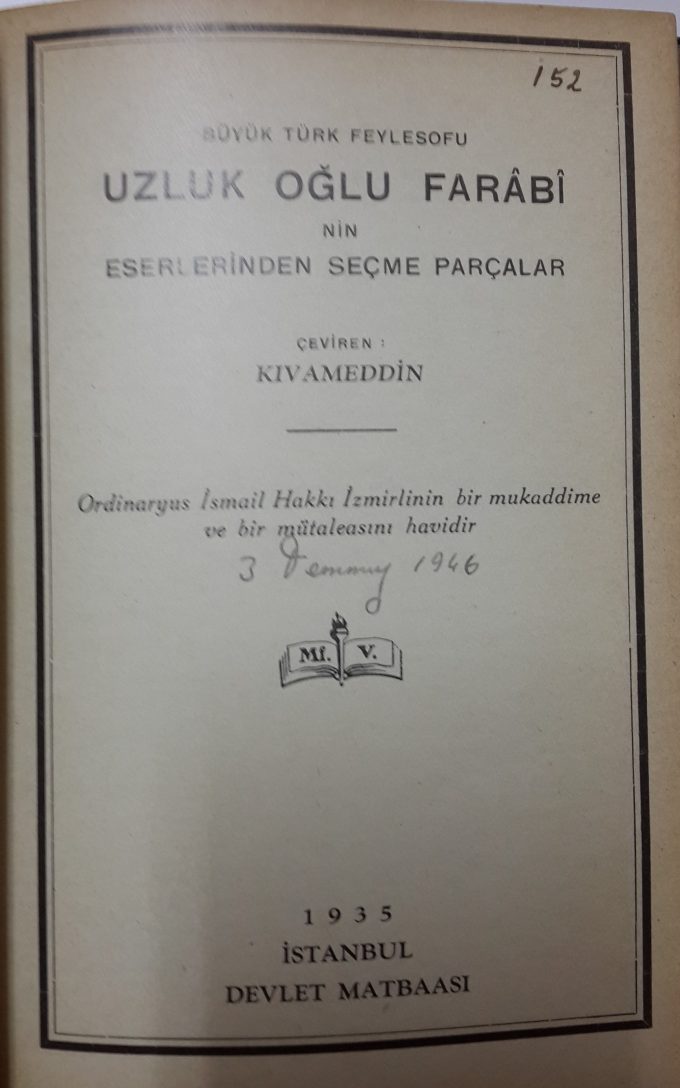 152
BÜYÜK TÜRK FEYLESOFU
UZLUK OĞLU FARÂBÎ
NİN
ESERLERİNDEN SEÇME PARÇALAR
ÇEVİREN :
KIVAMEDDİN
Ordinaryus İsmail Hakkı İzmirlinin bir mukaddime
ve bir mütaleasını havidir
3 Temmuz 1946
Mf. V.
1935
İSTANBUL
DEVLET MATBAASI